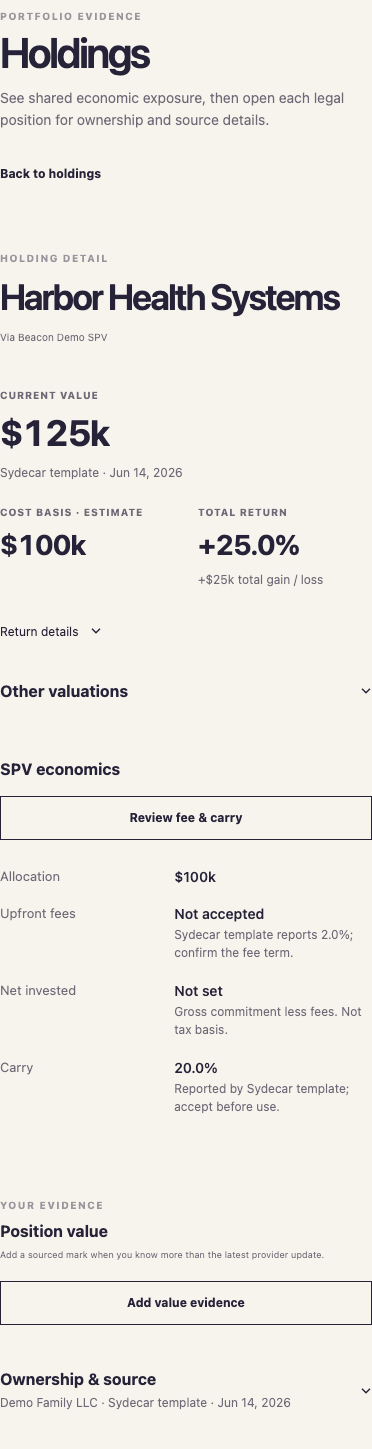 PORTFOLIO EVIDENCE
Holdings
See shared economic exposure, then open each legal
position for ownership and source details.
Back to holdings
HOLDING DETAIL
Harbor Health Systems
Via Beacon Demo SPV
CURRENT VALUE
$125k
Sydecar template · Jun 14, 2026
COST BASIS · ESTIMATE
$100k
TOTAL RETURN
+25.0%
+$25k total gain / loss
Return details
Other valuations
SPV economics
Review fee & carry
Allocation
$100k
Upfront fees
Not accepted
Sydecar template reports 2.0%;
confirm the fee term.
Net invested
Not set
Gross commitment less fees. Not
tax basis.
Carry
20.0%
Reported by Sydecar template;
accept before use.
YOUR EVIDENCE
Position value
Add a sourced mark when you know more than the latest provider update.
Add value evidence
Ownership & source
Demo Family LLC · Sydecar template · Jun 14, 2026